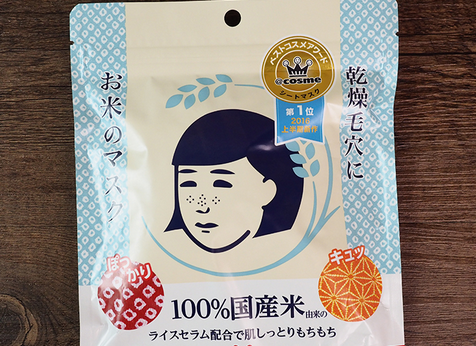 乾燥毛穴に
お米のマスク
ベストコスメアワード
@cosme
シートマスク
第1位
2016
上半期新作
ぽっかり
キュッ
100%国産米由来の
ライスセラム配合で肌しっとりもちもち